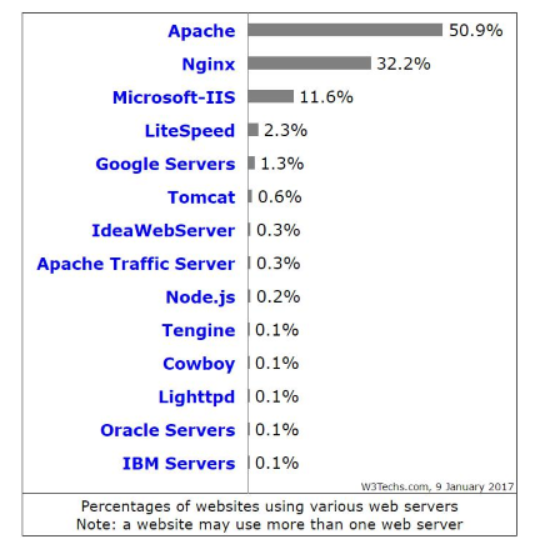 Apache 50.9%
Nginx 32.2%
Microsoft-IIS 11.6%
LiteSpeed 2.3%
Google Servers 1.3%
Tomcat 0.6%
IdeaWebServer 0.3%
Apache Traffic Server 0.3%
Node.js 0.2%
Tengine 0.1%
Cowboy 0.1%
Lighttpd 0.1%
Oracle Servers 0.1%
IBM Servers 0.1%
W3Techs.com, 9 January 2017
Percentages of websites using various web servers
Note: a website may use more than one web server